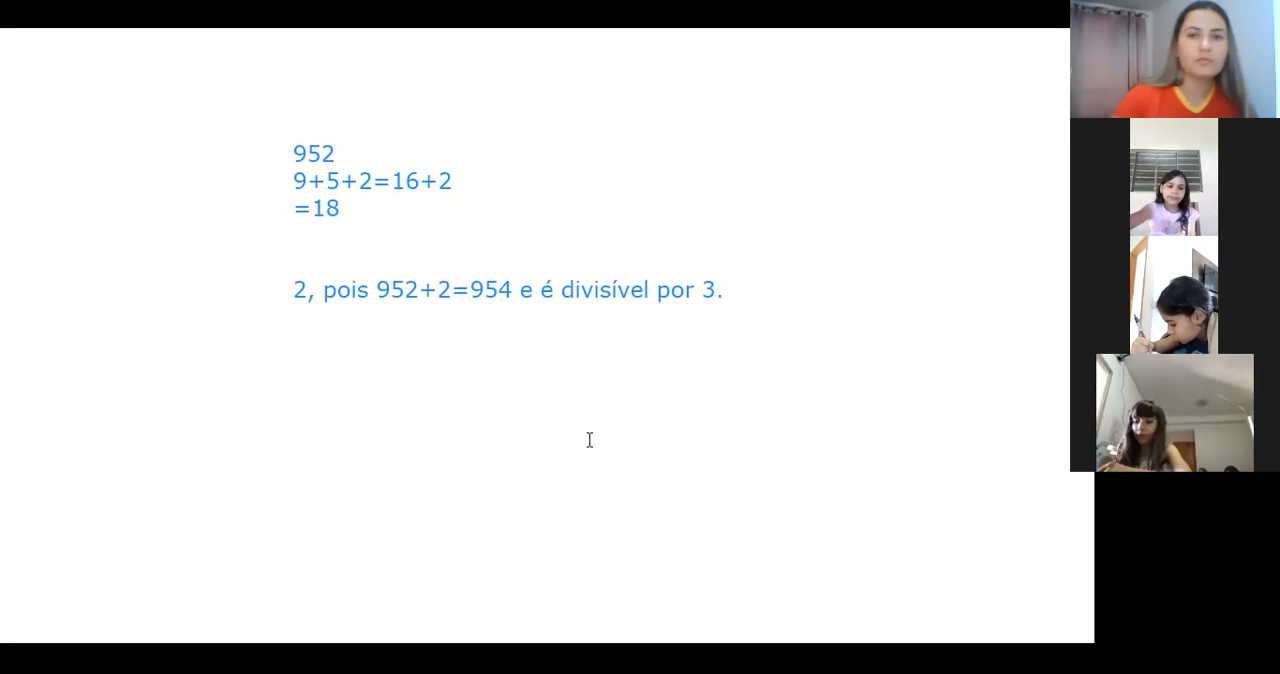 952
9+5+2=16+2
=18
2, pois 952+2=954 e é divisível por 3.